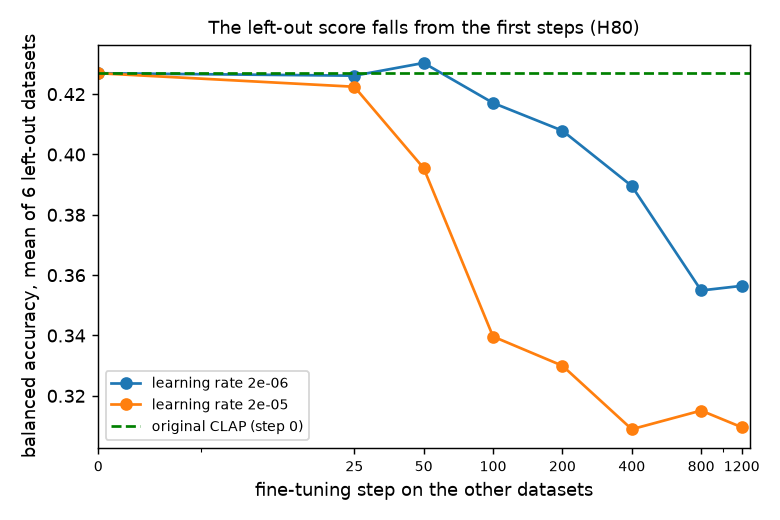 The left-out score falls from the first steps (H80)
balanced accuracy, mean of 6 left-out datasets
0.42
0.40
0.38
0.36
0.34
0.32
learning rate 2e-06
learning rate 2e-05
original CLAP (step 0)
0 25 50 100 200 400 800 1200
fine-tuning step on the other datasets